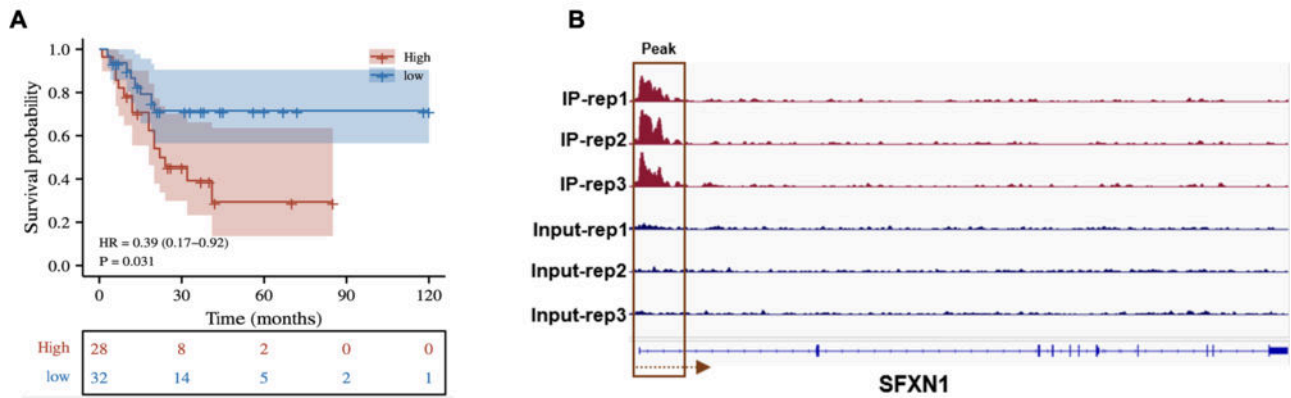 A
B
1.0
0.8
0.6
0.4
0.2
0.0
Survival probability
High
low
HR = 0.39 (0.17–0.92)
P = 0.031
0 30 60 90 120
Time (months)
High 28 8 2 0 0
low 32 14 5 2 1
Peak
IP-rep1
IP-rep2
IP-rep3
Input-rep1
Input-rep2
Input-rep3
SFXN1